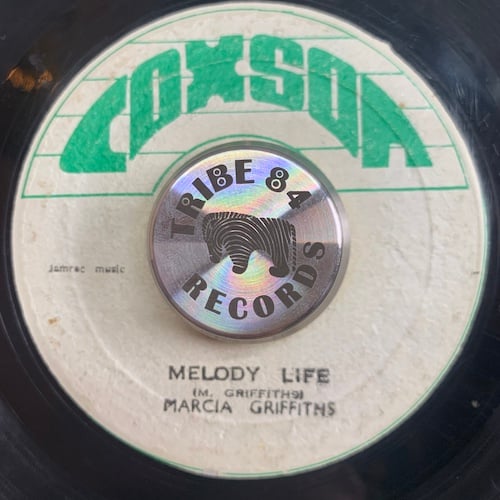 COXSON
TRIBE 84
RECORDS
Jamrec music
MELODY LIFE
(M. GRIFFITHS)
MARCIA GRIFFITHS